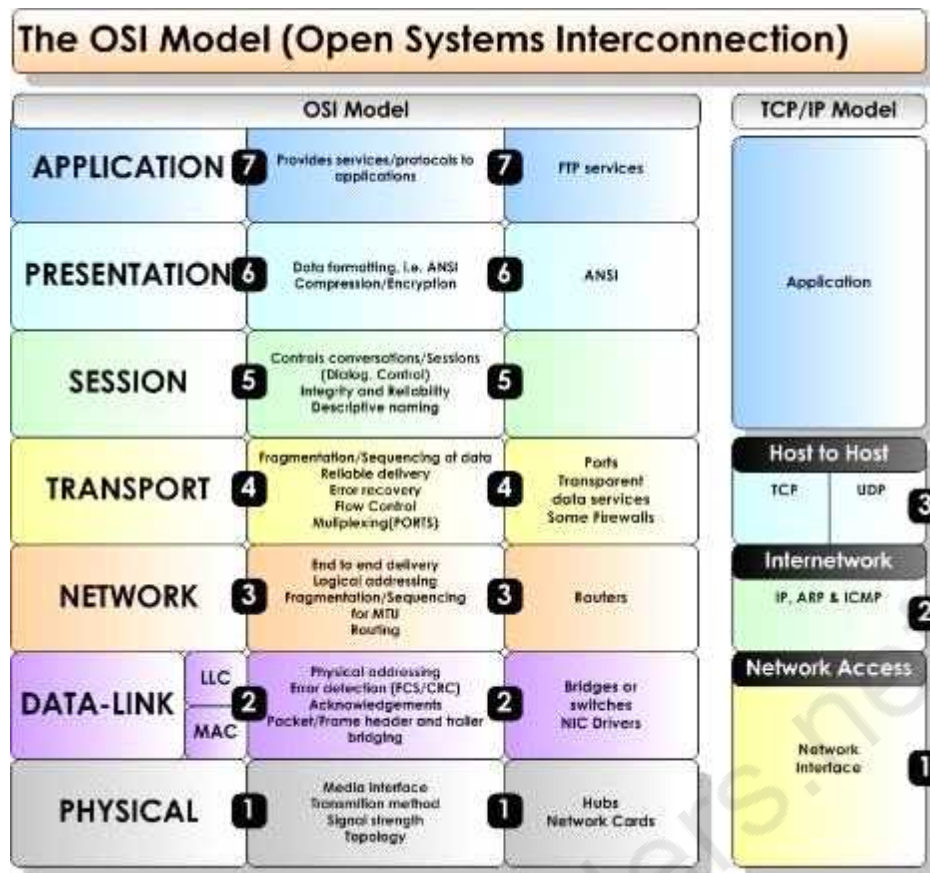 The OSI Model (Open Systems Interconnection)
OSI Model
TCP/IP Model
APPLICATION
7
Provides services/protocols to
applications
7
FTP services
PRESENTATION
6
Data formatting, i.e. ANSI
Compression/Encryption
6
ANSI
Application
SESSION
5
Controls conversations/Sessions
(Dialog, Control)
Integrity and Reliability
Descriptive naming
5
TRANSPORT
4
Fragmentation/Sequencing of data
Reliable delivery
Error recovery
Flow Control
Muliplexing(PORTS)
4
Ports
Transparent
data services
Some Firewalls
Host to Host
TCP
UDP
3
NETWORK
3
End to end delivery
Logical addressing
Fragmentation/Sequencing
for MTU
Routing
3
Routers
Internetwork
IP, ARP & ICMP
2
DATA-LINK
LLC
MAC
2
Physical addressing
Error detection (FCS/CRC)
Acknowledgements
Packet/Frame header and trailer
bridging
2
Bridges or
switches
NIC Drivers
Network Access
Network
Interface
1
PHYSICAL
1
Media interface
Transmition method
Signal strength
Topology
1
Hubs
Network Cards